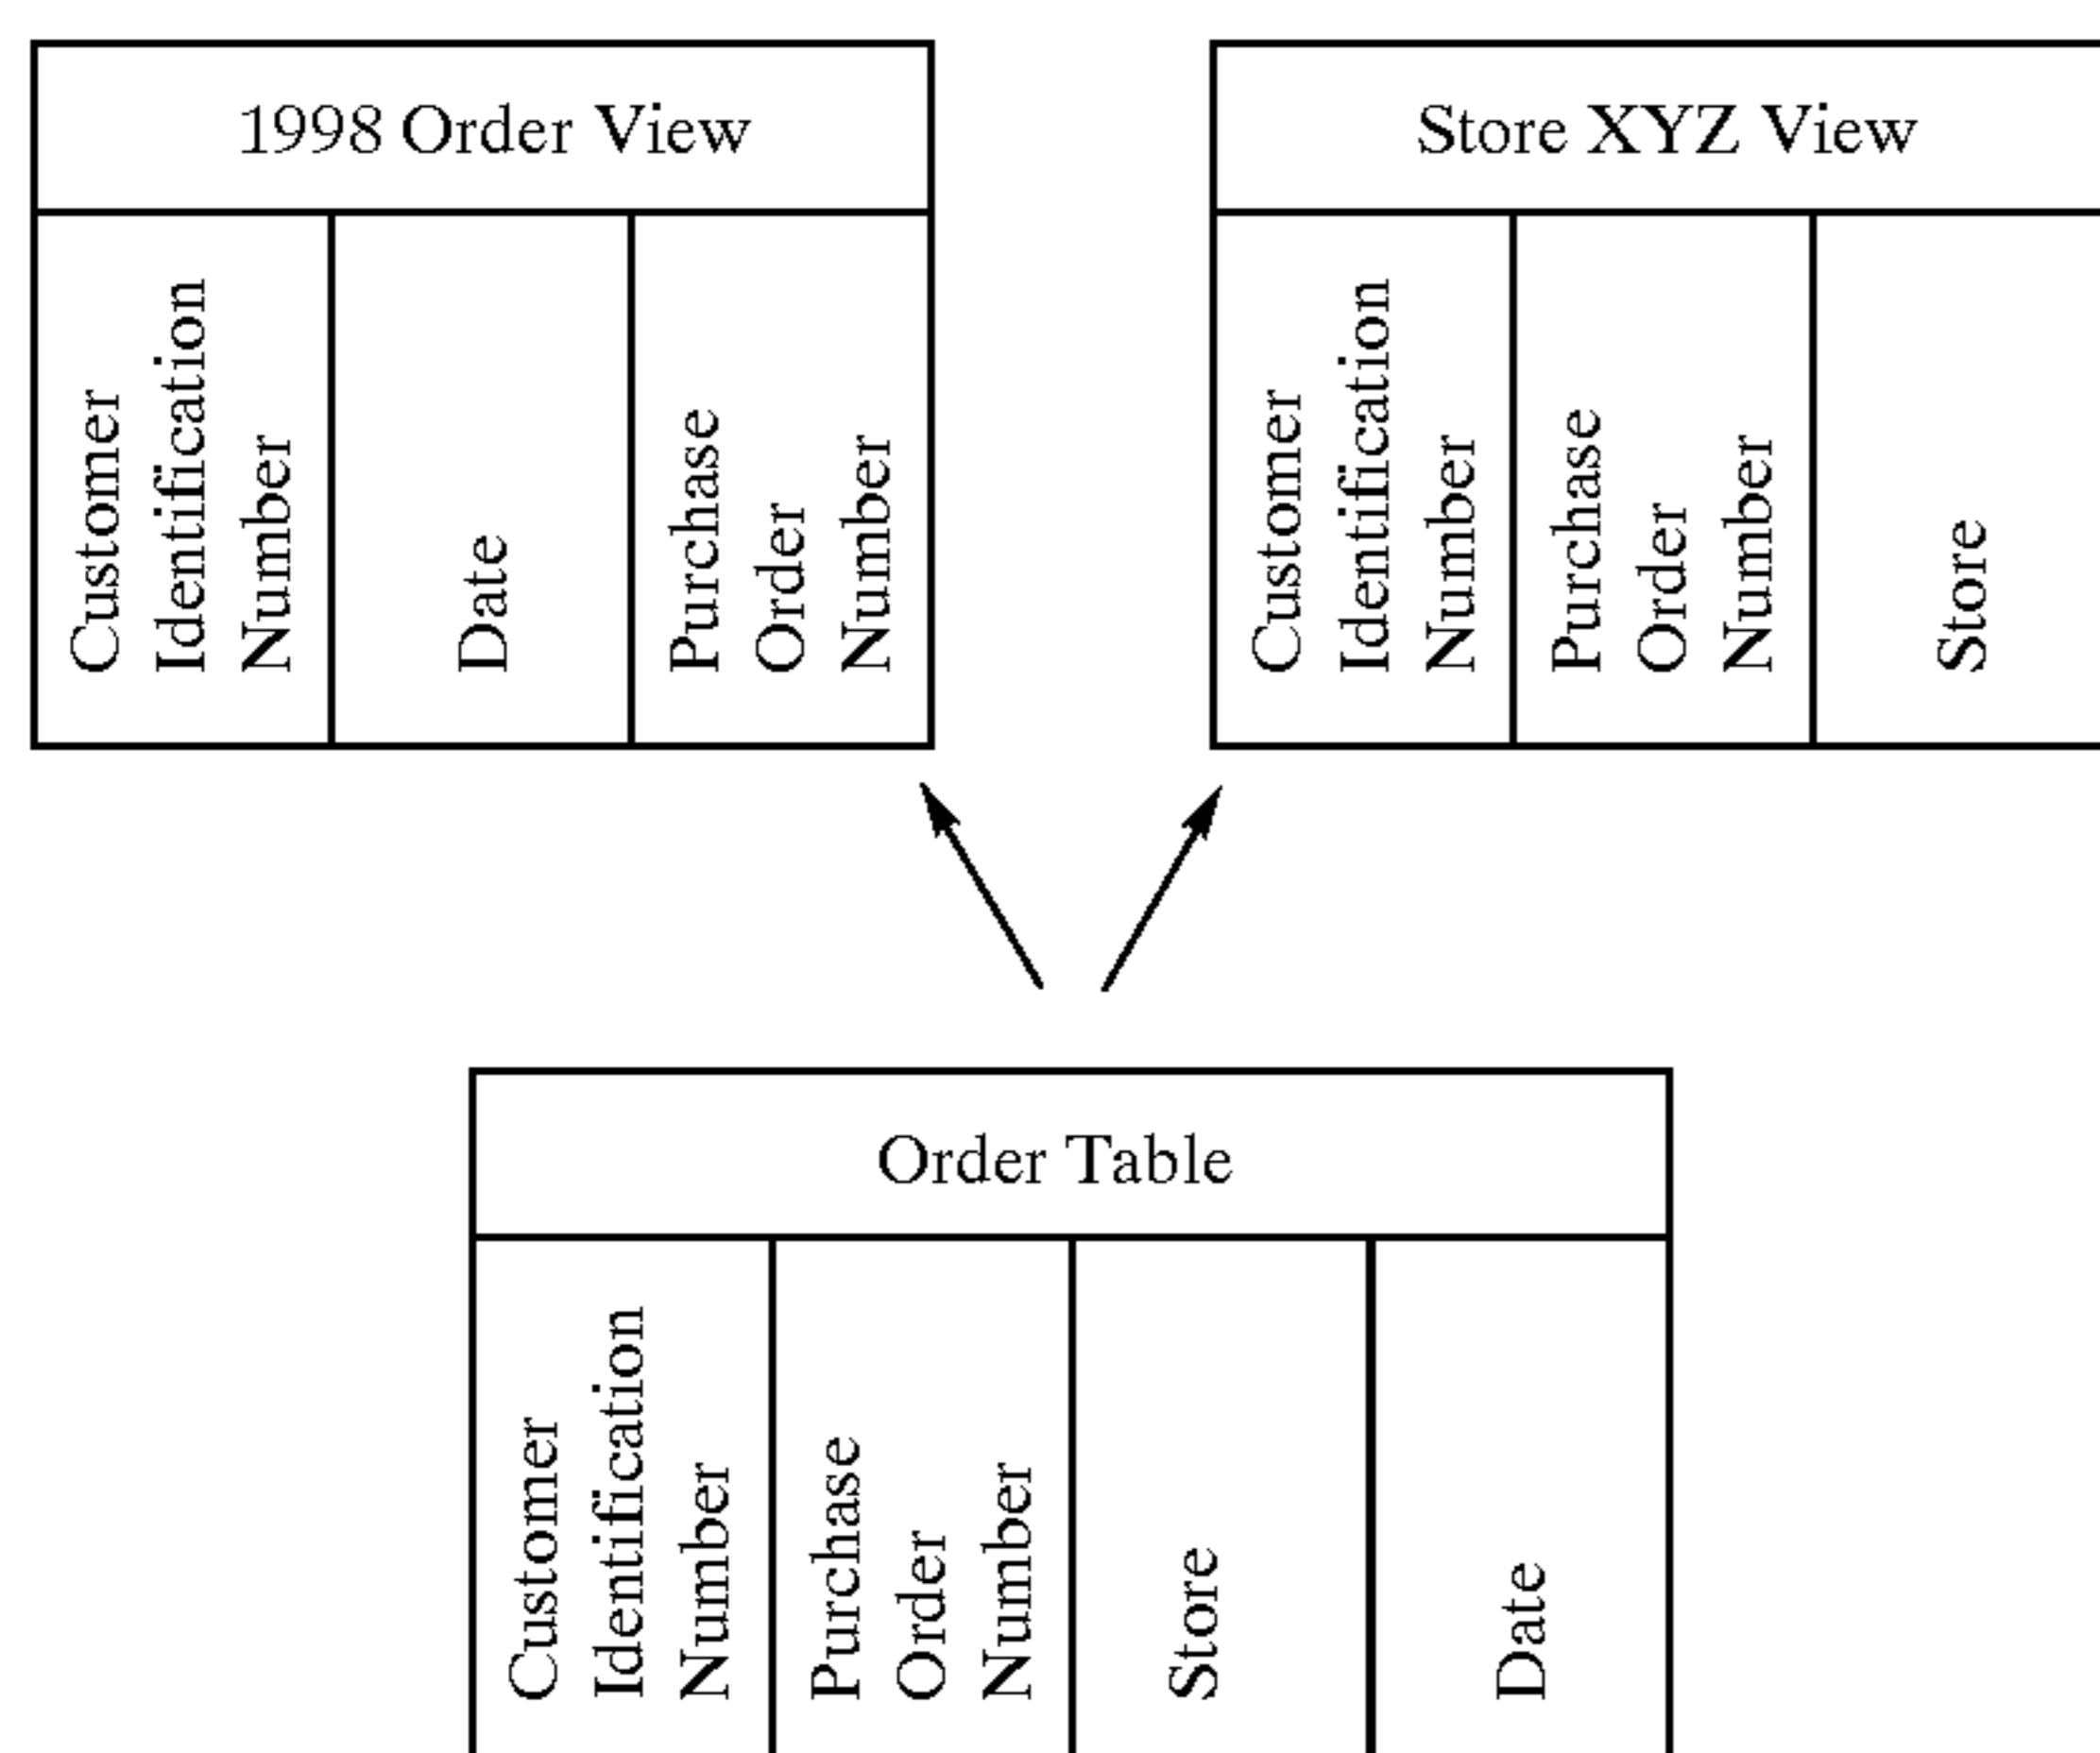 1998 Order View
Customer
Identification
Number
Date
Purchase
Order
Number
Store XYZ View
Customer
Identification
Number
Purchase
Order
Number
Store
Order Table
Customer
Identification
Number
Purchase
Order
Number
Store
Date